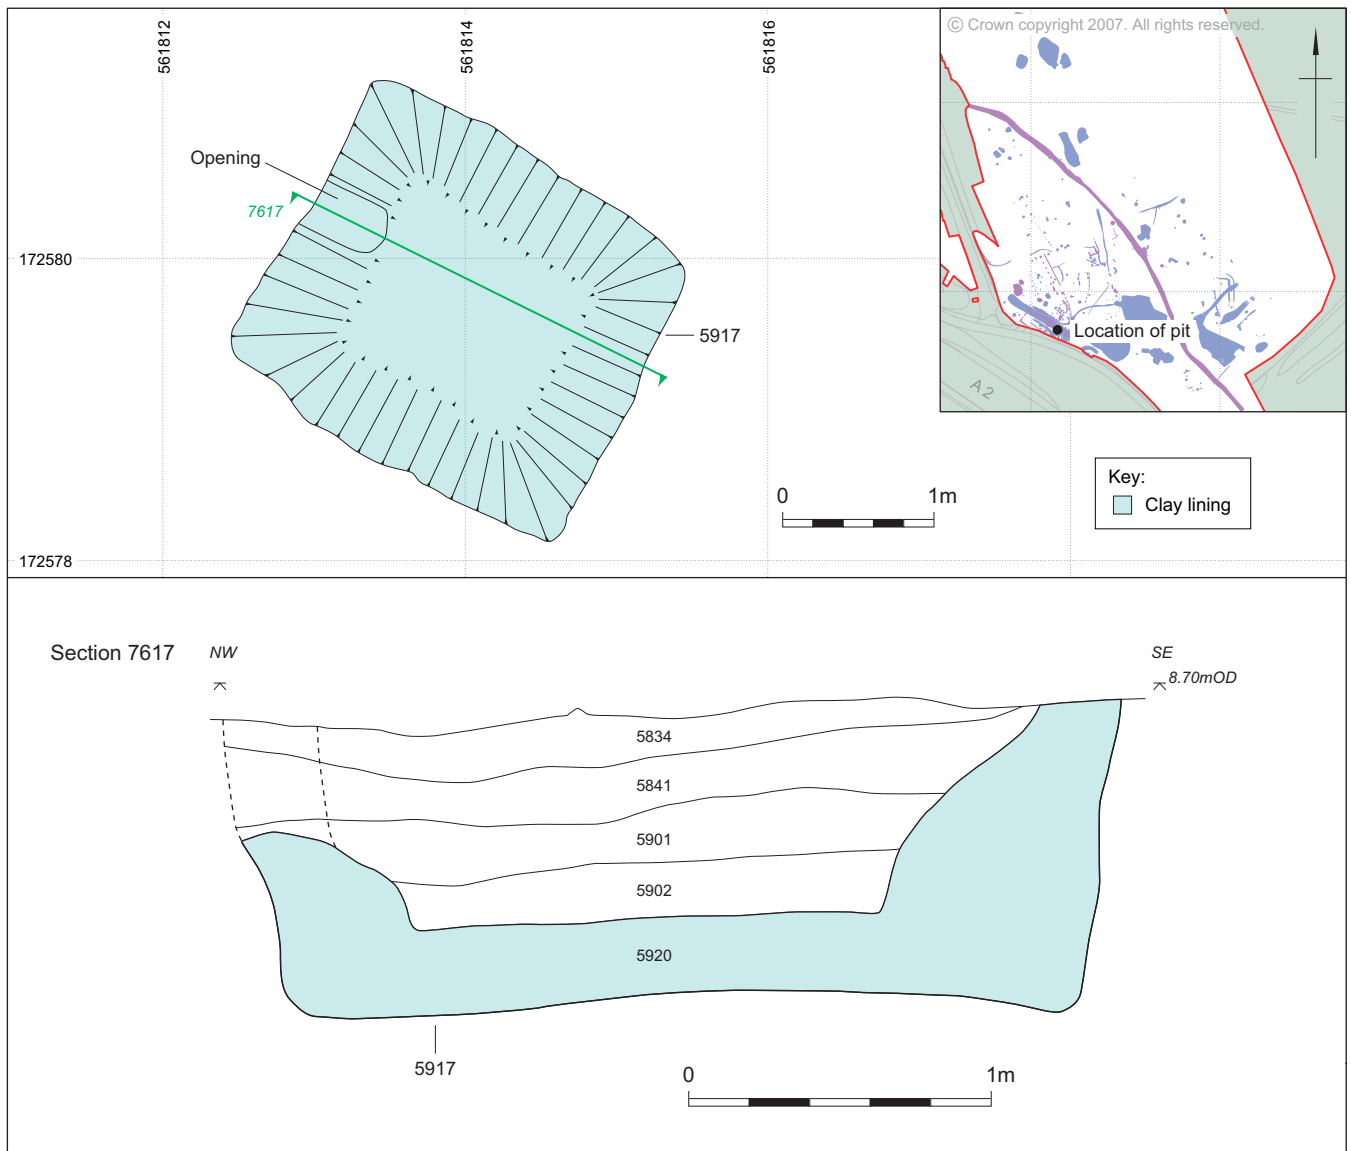 561812
561814
561816
© Crown copyright 2007. All rights reserved.
Opening
7617
172580
5917
Location of pit
A2
0 1m
Key:
Clay lining
172578
Section 7617
NW
SE
8.70mOD
5834
5841
5901
5902
5920
5917
0 1m